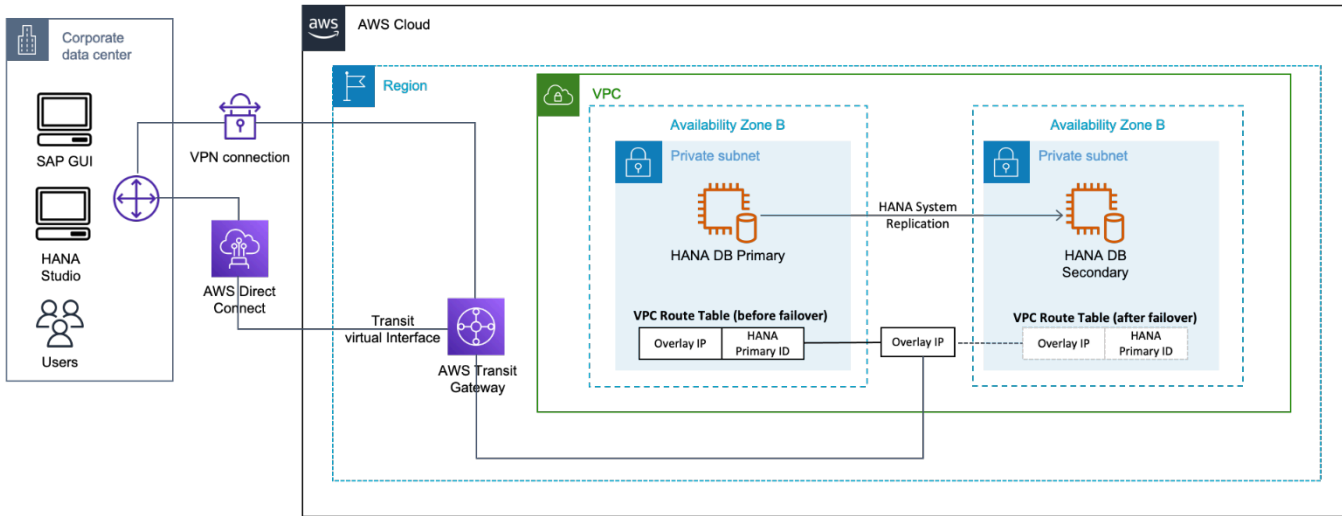 Corporate
data center
SAP GUI
HANA
Studio
Users
VPN connection
AWS Direct
Connect
Transit
virtual Interface
AWS Transit
Gateway
aws
AWS Cloud
Region
VPC
Availability Zone B
Private subnet
HANA DB Primary
HANA System
Replication
Availability Zone B
Private subnet
HANA DB
Secondary
VPC Route Table (before failover)
Overlay IP
HANA
Primary ID
Overlay IP
VPC Route Table (after failover)
Overlay IP
HANA
Primary ID